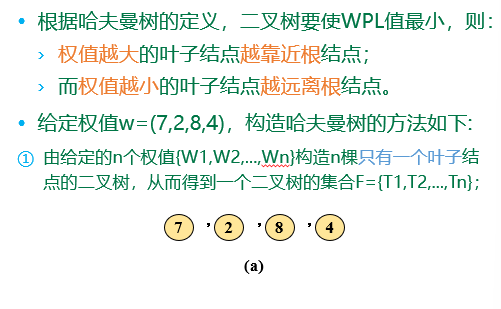 • 根据哈夫曼树的定义，二叉树要使WPL值最小，则：
› 权值越大的叶子结点越靠近根结点；
› 而权值越小的叶子结点越远离根结点。
• 给定权值w=(7,2,8,4)，构造哈夫曼树的方法如下:
① 由给定的n个权值{W1,W2,...,Wn}构造n棵只有一个叶子结
点的二叉树，从而得到一个二叉树的集合F={T1,T2,...,Tn}；
7 , 2 , 8 , 4
(a)